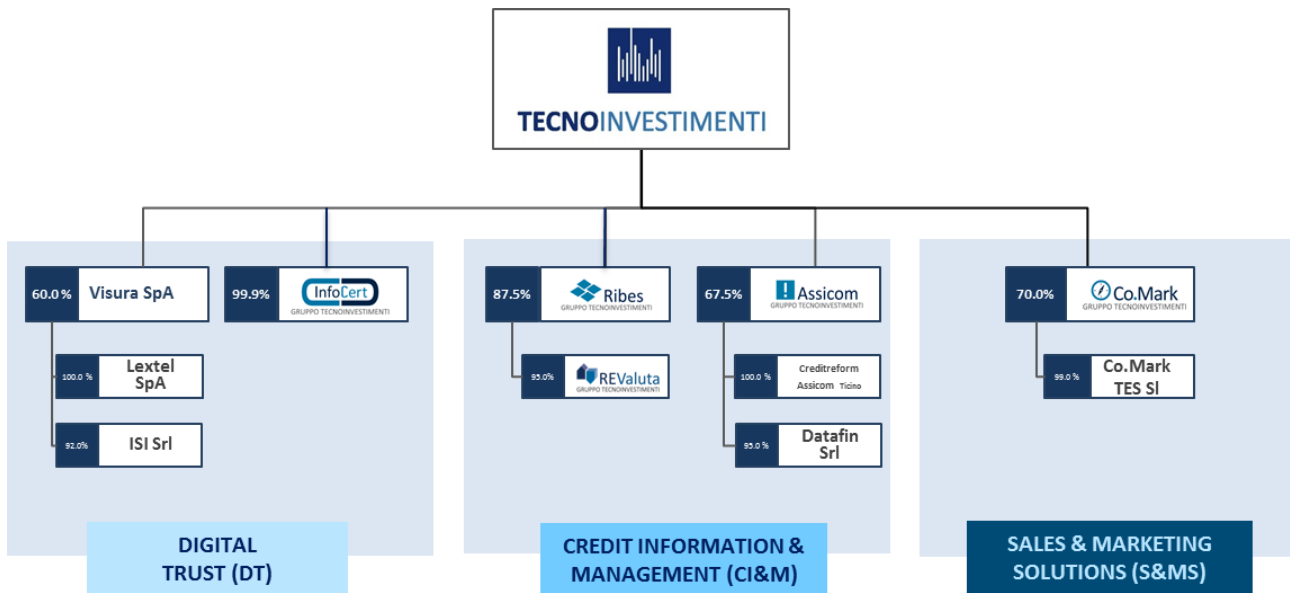 TECNOINVESTIMENTI
60.0 %
Visura SpA
99.9%
InfoCert
GRUPPO TECNOINVESTIMENTI
100.0 %
Lextel
SpA
92.0%
ISI Srl
DIGITAL
TRUST (DT)
87.5%
Ribes
GRUPPO TECNOINVESTIMENTI
67.5%
Assicom
GRUPPO TECNOINVESTIMENTI
95.0%
REValuta
GRUPPO TECNOINVESTIMENTI
100.0 %
Creditreform
Assicom Ticino
95.0 %
Datafin
Srl
CREDIT INFORMATION &
MANAGEMENT (CI&M)
70.0%
Co.Mark
GRUPPO TECNOINVESTIMENTI
99.0 %
Co.Mark
TES Sl
SALES & MARKETING
SOLUTIONS (S&MS)